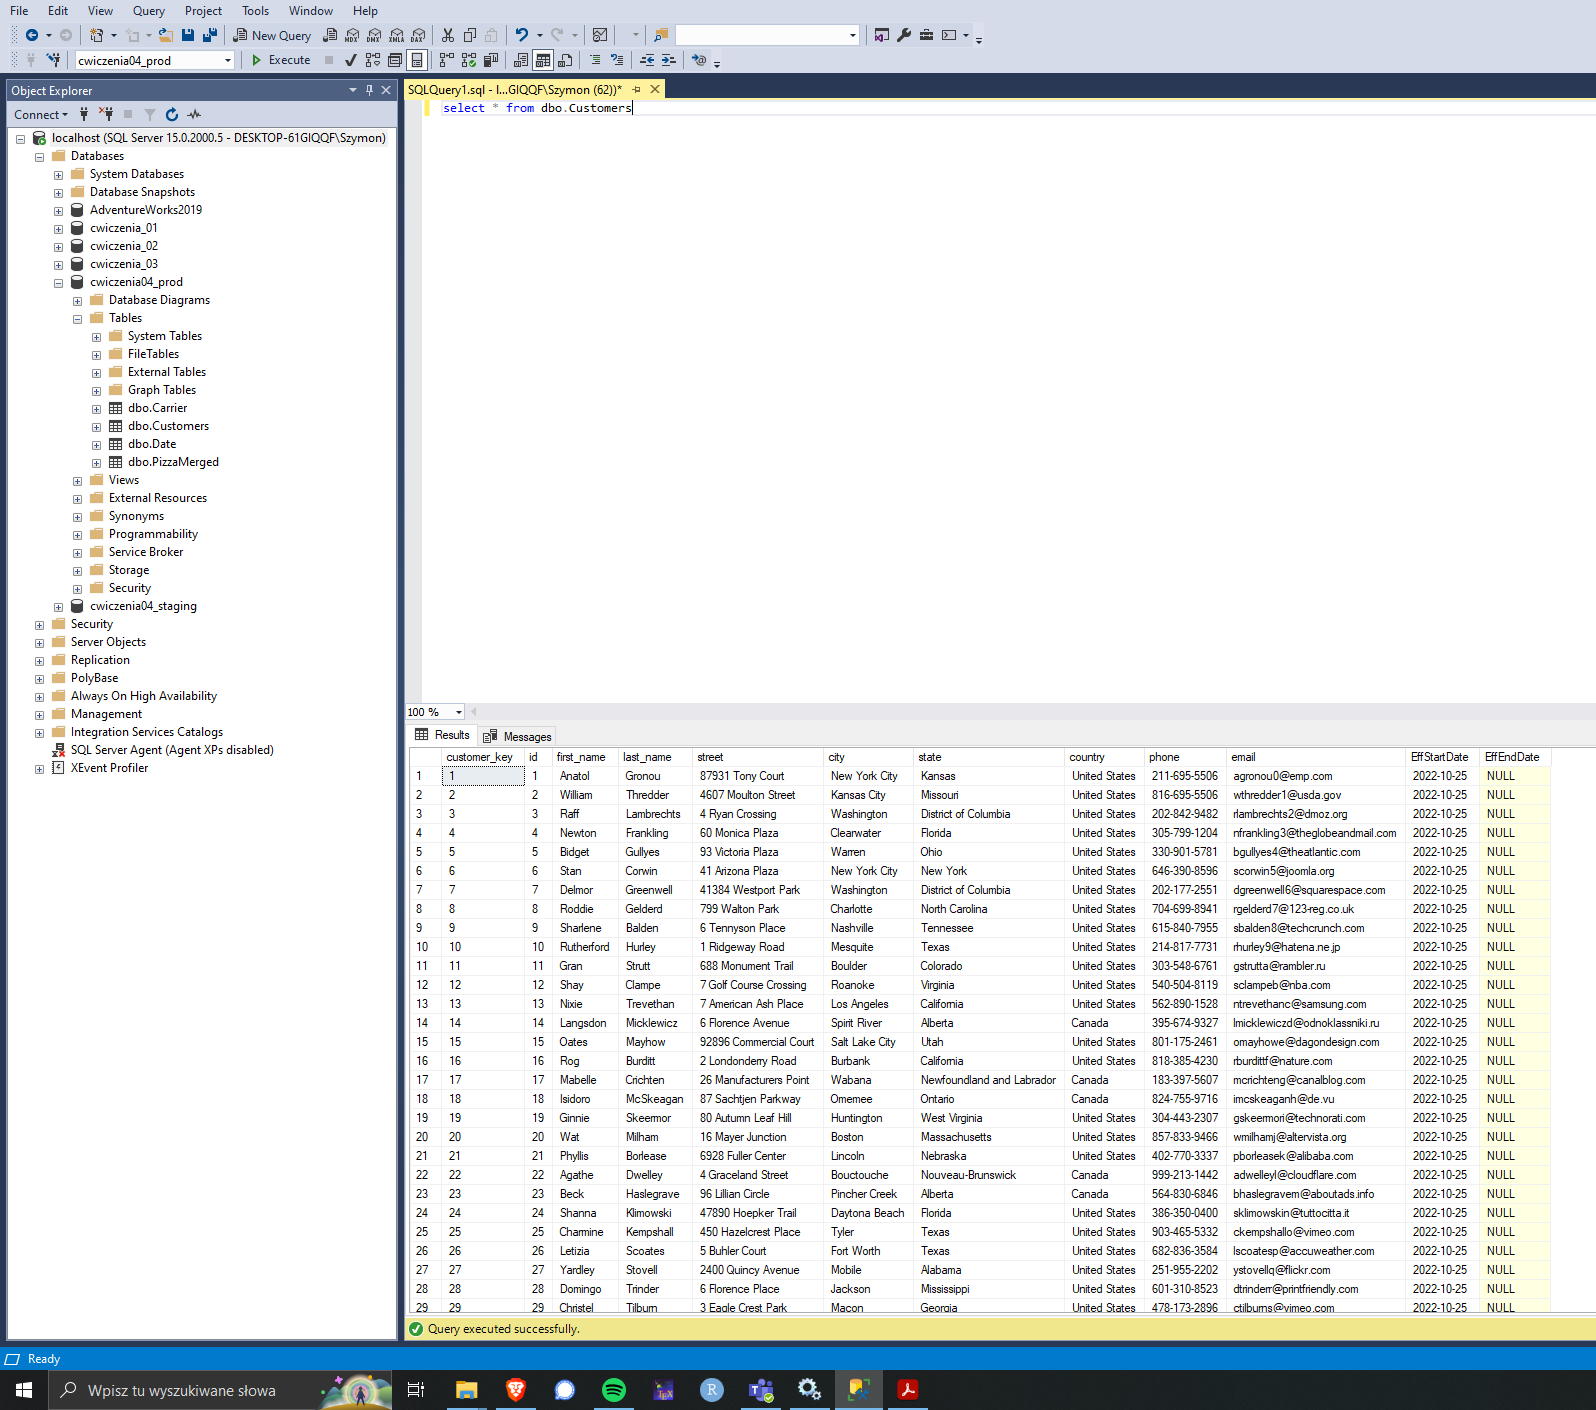 File Edit View Query Project Tools Window Help
New Query
cwiczenia04_prod Execute
Object Explorer
Connect
localhost (SQL Server 15.0.2000.5 - DESKTOP-61GIQQF\Szymon)
Databases
System Databases
Database Snapshots
AdventureWorks2019
cwiczenia_01
cwiczenia_02
cwiczenia_03
cwiczenia04_prod
Database Diagrams
Tables
System Tables
FileTables
External Tables
Graph Tables
dbo.Carrier
dbo.Customers
dbo.Date
dbo.PizzaMerged
Views
External Resources
Synonyms
Programmability
Service Broker
Storage
Security
cwiczenia04_staging
Security
Server Objects
Replication
PolyBase
Always On High Availability
Management
Integration Services Catalogs
SQL Server Agent (Agent XPs disabled)
XEvent Profiler
SQLQuery1.sql - l...GIQQF\Szymon (62))*
select * from dbo.Customers
100 %
Results Messages
customer_key id first_name last_name street city state country phone email EffStartDate EffEndDate
1 1 1 Anatol Gronou 87931 Tony Court New York City Kansas United States 211-695-5506 agronou0@emp.com 2022-10-25 NULL
2 2 2 William Thredder 4607 Moulton Street Kansas City Missouri United States 816-695-5506 wthredder1@usda.gov 2022-10-25 NULL
3 3 3 Raff Lambrechts 4 Ryan Crossing Washington District of Columbia United States 202-842-9482 rlambrechts2@dmoz.org 2022-10-25 NULL
4 4 4 Newton Frankling 60 Monica Plaza Clearwater Florida United States 305-799-1204 nfrankling3@theglobeandmail.com 2022-10-25 NULL
5 5 5 Bidget Gullyes 93 Victoria Plaza Warren Ohio United States 330-901-5781 bgullyes4@theatlantic.com 2022-10-25 NULL
6 6 6 Stan Corwin 41 Arizona Plaza New York City New York United States 646-390-8596 scorwin5@joomla.org 2022-10-25 NULL
7 7 7 Delmor Greenwell 41384 Westport Park Washington District of Columbia United States 202-177-2551 dgreenwell6@squarespace.com 2022-10-25 NULL
8 8 8 Roddie Gelderd 799 Walton Park Charlotte North Carolina United States 704-699-8941 rgelderd7@123-reg.co.uk 2022-10-25 NULL
9 9 9 Sharlene Balden 6 Tennyson Place Nashville Tennessee United States 615-840-7955 sbalden8@techcrunch.com 2022-10-25 NULL
10 10 10 Rutherford Hurley 1 Ridgeway Road Mesquite Texas United States 214-817-7731 rhurley9@hatena.ne.jp 2022-10-25 NULL
11 11 11 Gran Strutt 688 Monument Trail Boulder Colorado United States 303-548-6761 gstrutta@rambler.ru 2022-10-25 NULL
12 12 12 Shay Clampe 7 Golf Course Crossing Roanoke Virginia United States 540-504-8119 sclampeb@nba.com 2022-10-25 NULL
13 13 13 Nixie Trevethan 7 American Ash Place Los Angeles California United States 562-890-1528 ntrevethanc@samsung.com 2022-10-25 NULL
14 14 14 Langsdon Micklewicz 6 Florence Avenue Spirit River Alberta Canada 395-674-9327 lmicklewiczd@odnoklassniki.ru 2022-10-25 NULL
15 15 15 Oates Mayhow 92896 Commercial Court Salt Lake City Utah United States 801-175-2461 omayhowe@dagondesign.com 2022-10-25 NULL
16 16 16 Rog Burditt 2 Londonderry Road Burbank California United States 818-385-4230 rburdittf@nature.com 2022-10-25 NULL
17 17 17 Mabelle Crichten 26 Manufacturers Point Wabana Newfoundland and Labrador Canada 183-397-5607 mcrichteng@canalblog.com 2022-10-25 NULL
18 18 18 Isidoro McSkeagan 87 Sachtjen Parkway Omemee Ontario Canada 824-755-9716 imcskeaganh@de.vu 2022-10-25 NULL
19 19 19 Ginnie Skeermor 80 Autumn Leaf Hill Huntington West Virginia United States 304-443-2307 gskeermori@technorati.com 2022-10-25 NULL
20 20 20 Wat Milham 16 Mayer Junction Boston Massachusetts United States 857-833-9466 wmilhamj@altervista.org 2022-10-25 NULL
21 21 21 Phyllis Borlease 6928 Fuller Center Lincoln Nebraska United States 402-770-3337 pborleasek@alibaba.com 2022-10-25 NULL
22 22 22 Agathe Dwelley 4 Graceland Street Bouctouche Nouveau-Brunswick Canada 999-213-1442 adwelleyl@cloudflare.com 2022-10-25 NULL
23 23 23 Beck Haslegrave 96 Lillian Circle Pincher Creek Alberta Canada 564-830-6846 bhaslegravem@aboutads.info 2022-10-25 NULL
24 24 24 Shanna Klimowski 47890 Hoepker Trail Daytona Beach Florida United States 386-350-0400 sklimowskin@tuttocitta.it 2022-10-25 NULL
25 25 25 Charmine Kempshall 450 Hazelcrest Place Tyler Texas United States 903-465-5332 ckempshallo@vimeo.com 2022-10-25 NULL
26 26 26 Letizia Scoates 5 Buhler Court Fort Worth Texas United States 682-836-3584 lscoatesp@accuweather.com 2022-10-25 NULL
27 27 27 Yardley Stovell 2400 Quincy Avenue Mobile Alabama United States 251-955-2202 ystovellq@flickr.com 2022-10-25 NULL
28 28 28 Domingo Trinder 6 Florence Place Jackson Mississippi United States 601-310-8523 dtrinderr@printfriendly.com 2022-10-25 NULL
29 29 29 Christel Tilburn 3 Eagle Crest Park Macon Georgia United States 478-173-2896 ctilburns@vimeo.com 2022-10-25 NULL
Query executed successfully.
Ready
Wpisz tu wyszukiwane słowa